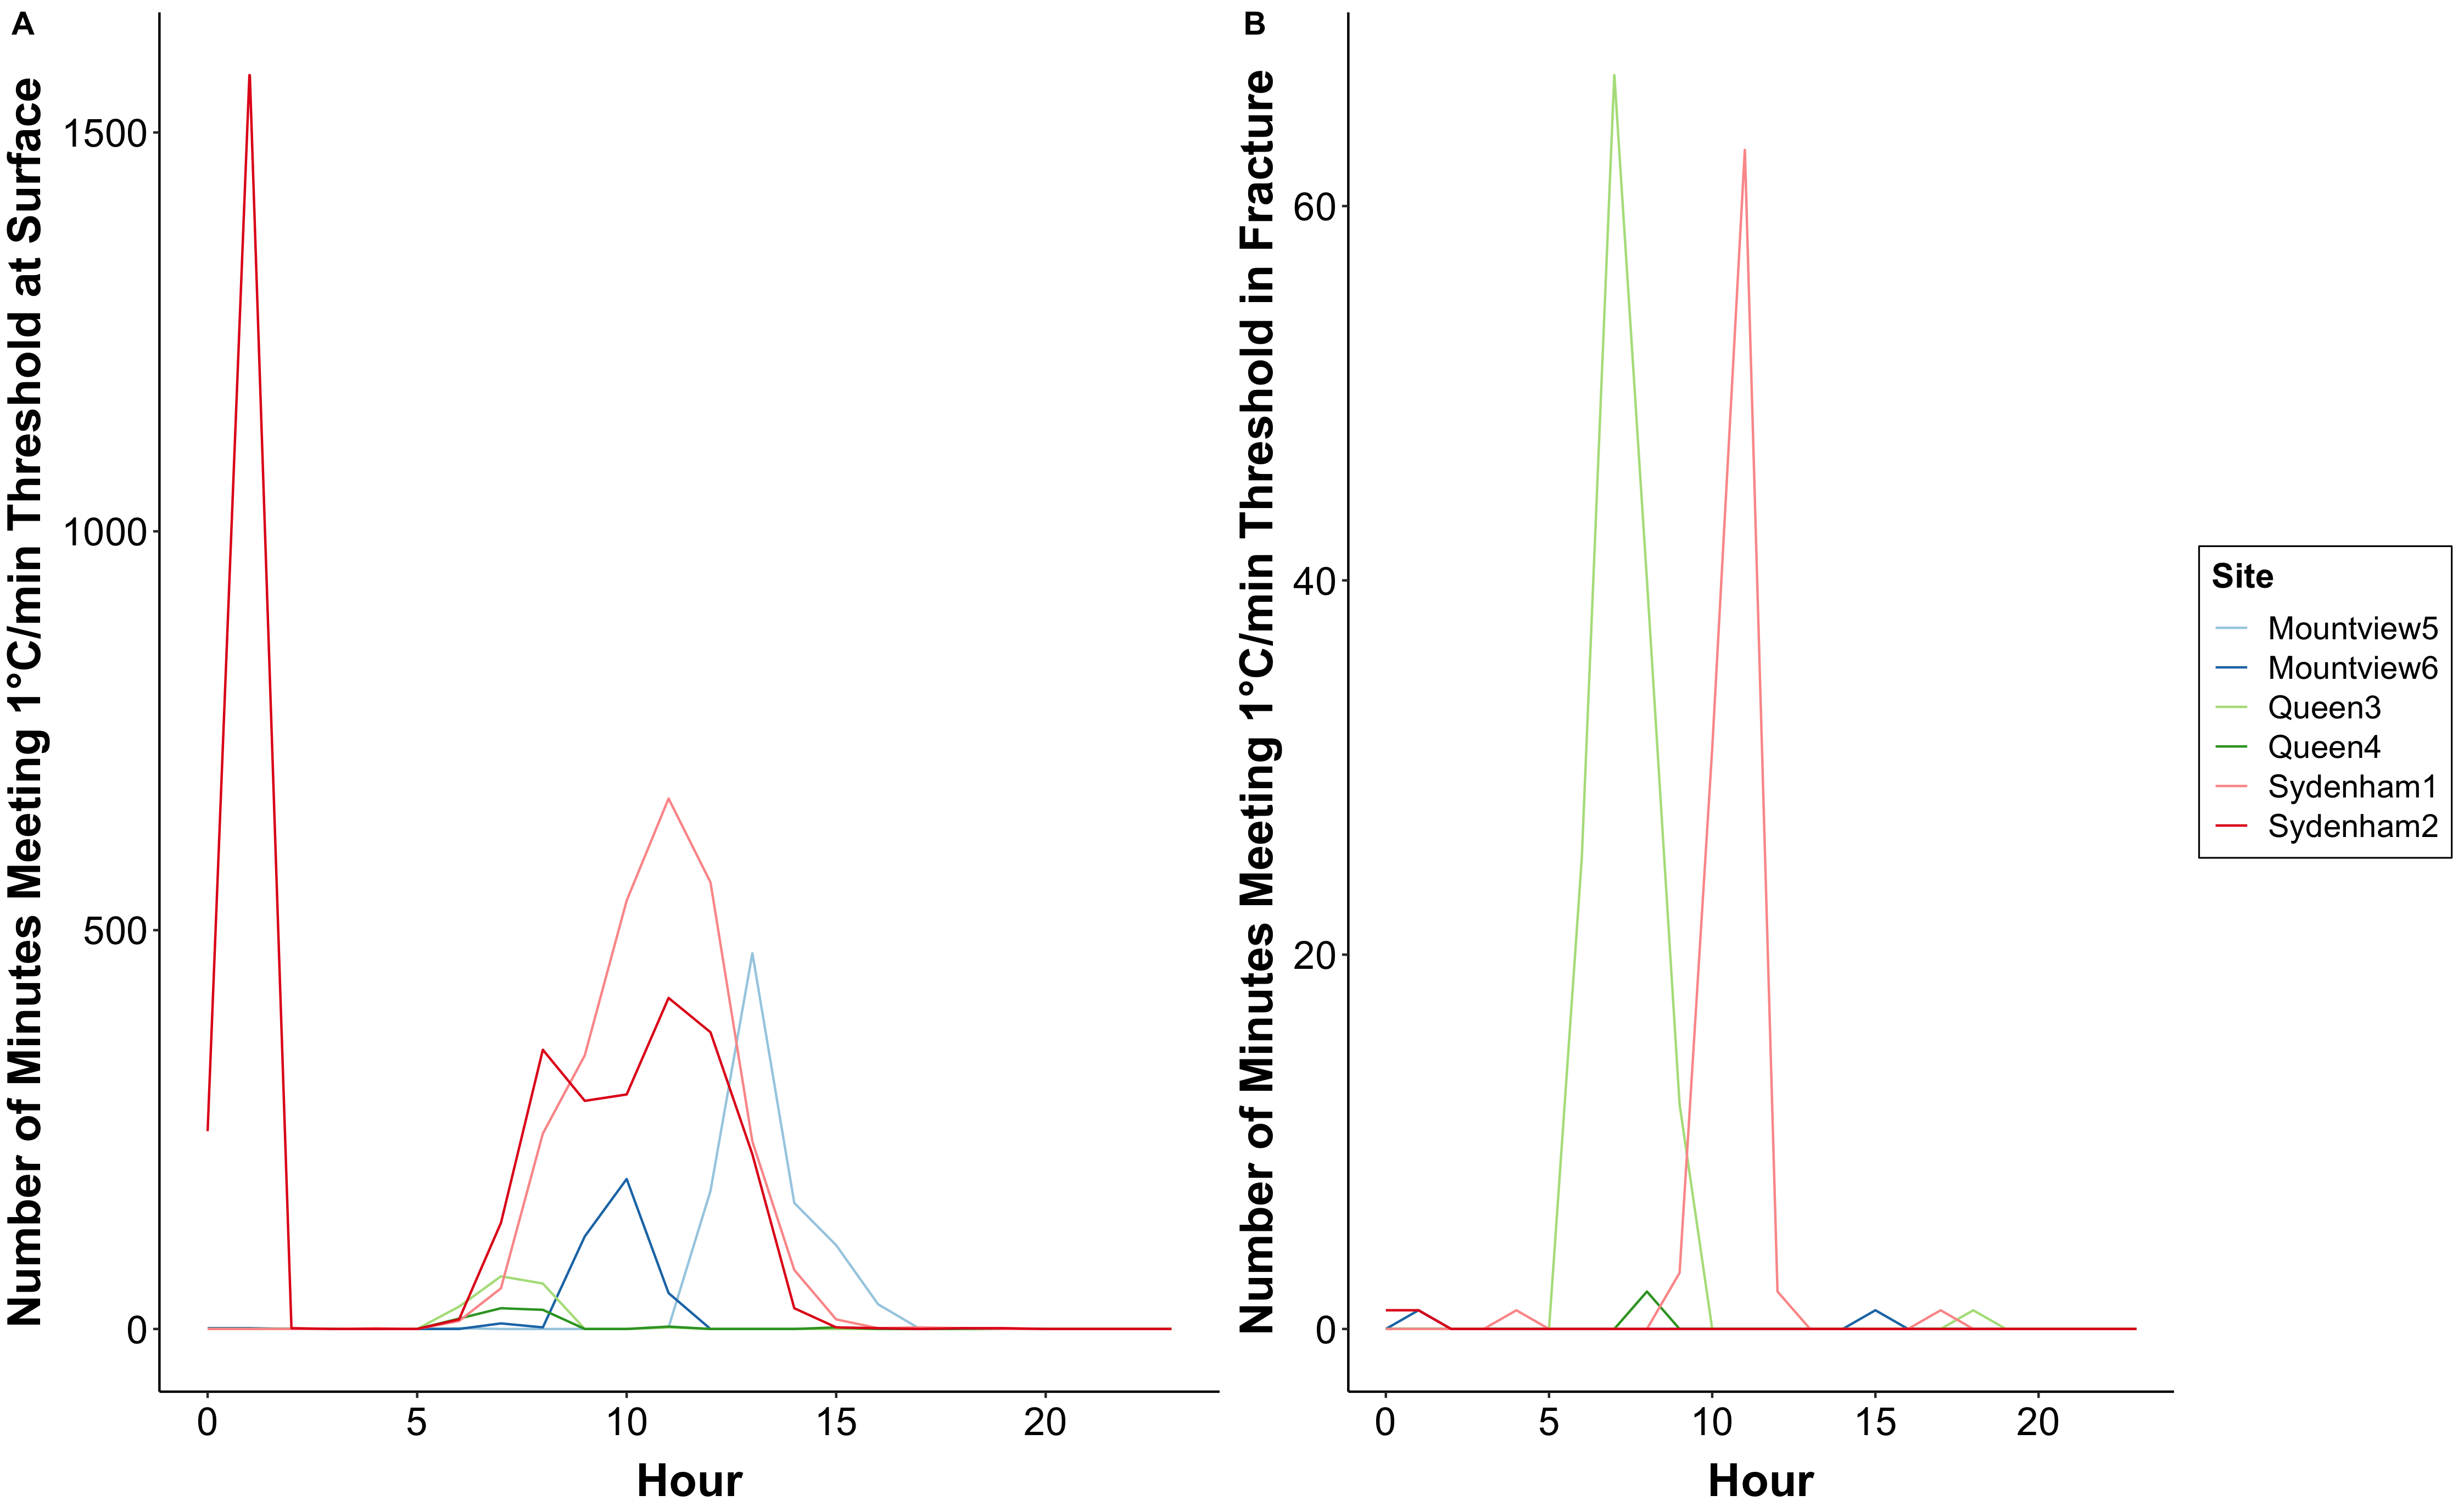 A
Number of Minutes Meeting 1°C/min Threshold at Surface
1500
1000
500
0
0 5 10 15 20
Hour
B
Number of Minutes Meeting 1°C/min Threshold in Fracture
60
40
20
0
0 5 10 15 20
Hour
Site
Mountview5
Mountview6
Queen3
Queen4
Sydenham1
Sydenham2